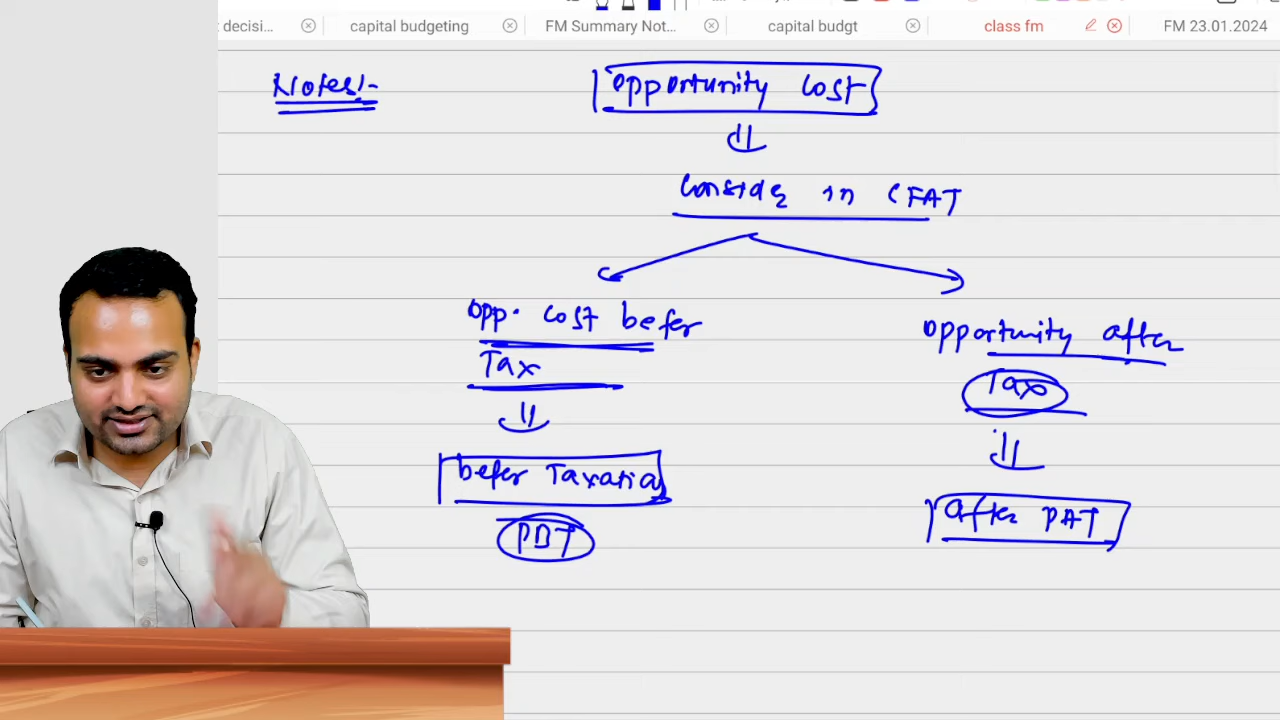 t decisi...
capital budgeting
FM Summary Not...
capital budgt
class fm
FM 23.01.2024
Notes:-
Opportunity Cost
Consider in CFAT
Opp. Cost befor
Tax
befor Taxation
PBT
Opportunity after
Tax
after PAT